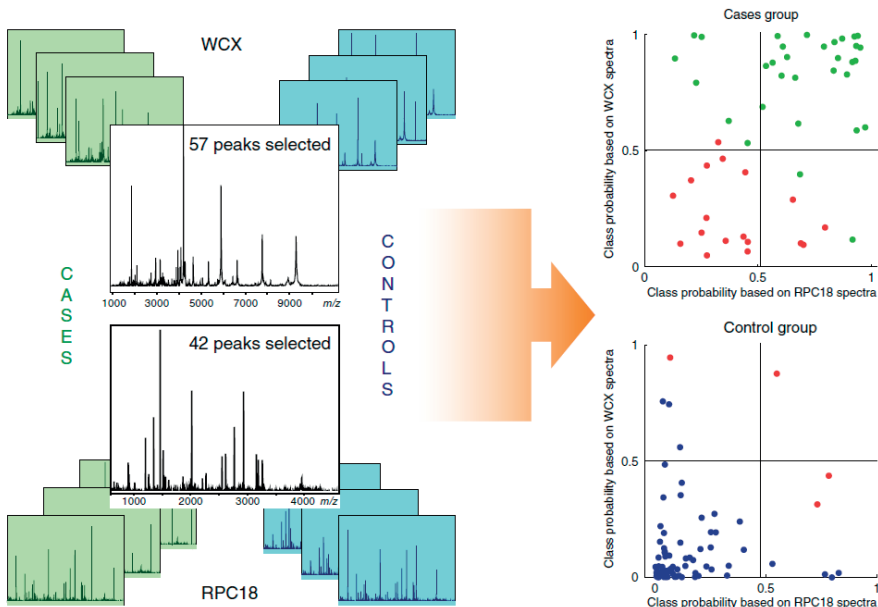 WCX
57 peaks selected
1000 3000 5000 7000 9000 m/z
CASES
CONTROLS
42 peaks selected
1000 2000 3000 4000 m/z
RPC18
Cases group
Class probability based on WCX spectra
1
0.5
0
0 0.5 1
Class probability based on RPC18 spectra
Control group
Class probability based on WCX spectra
1
0.5
0
0 0.5 1
Class probability based on RPC18 spectra